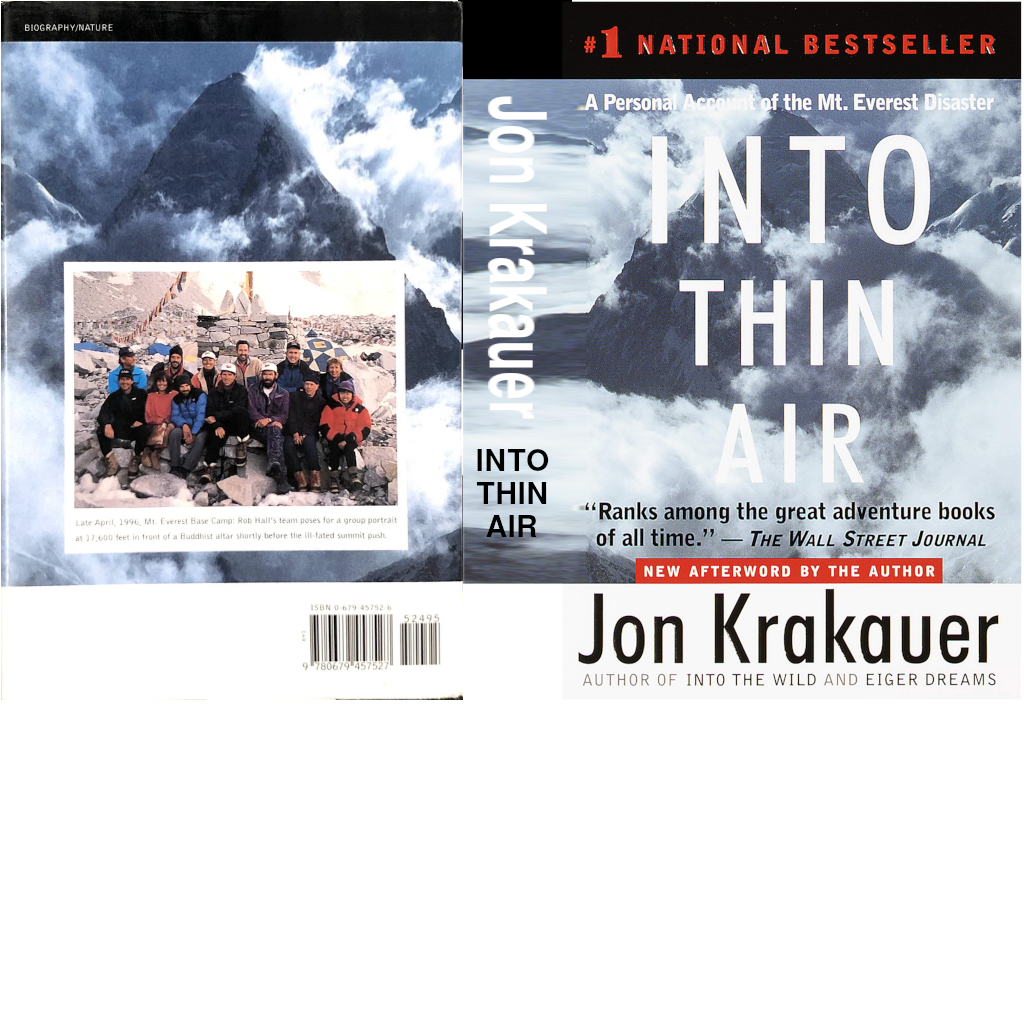 BIOGRAPHY/NATURE
Late April, 1996, Mt. Everest Base Camp: Rob Hall's team poses for a group portrait
at 17,600 feet in front of a Buddhist altar shortly before the ill-fated summit push.
ISBN 0-679-45752-6
52495
9 780679 457527
Jon Krakauer
INTO
THIN
AIR
#1 NATIONAL BESTSELLER
A Personal Account of the Mt. Everest Disaster
INTO
THIN
AIR
“Ranks among the great adventure books
of all time.” — THE WALL STREET JOURNAL
NEW AFTERWORD BY THE AUTHOR
Jon Krakauer
AUTHOR OF INTO THE WILD AND EIGER DREAMS